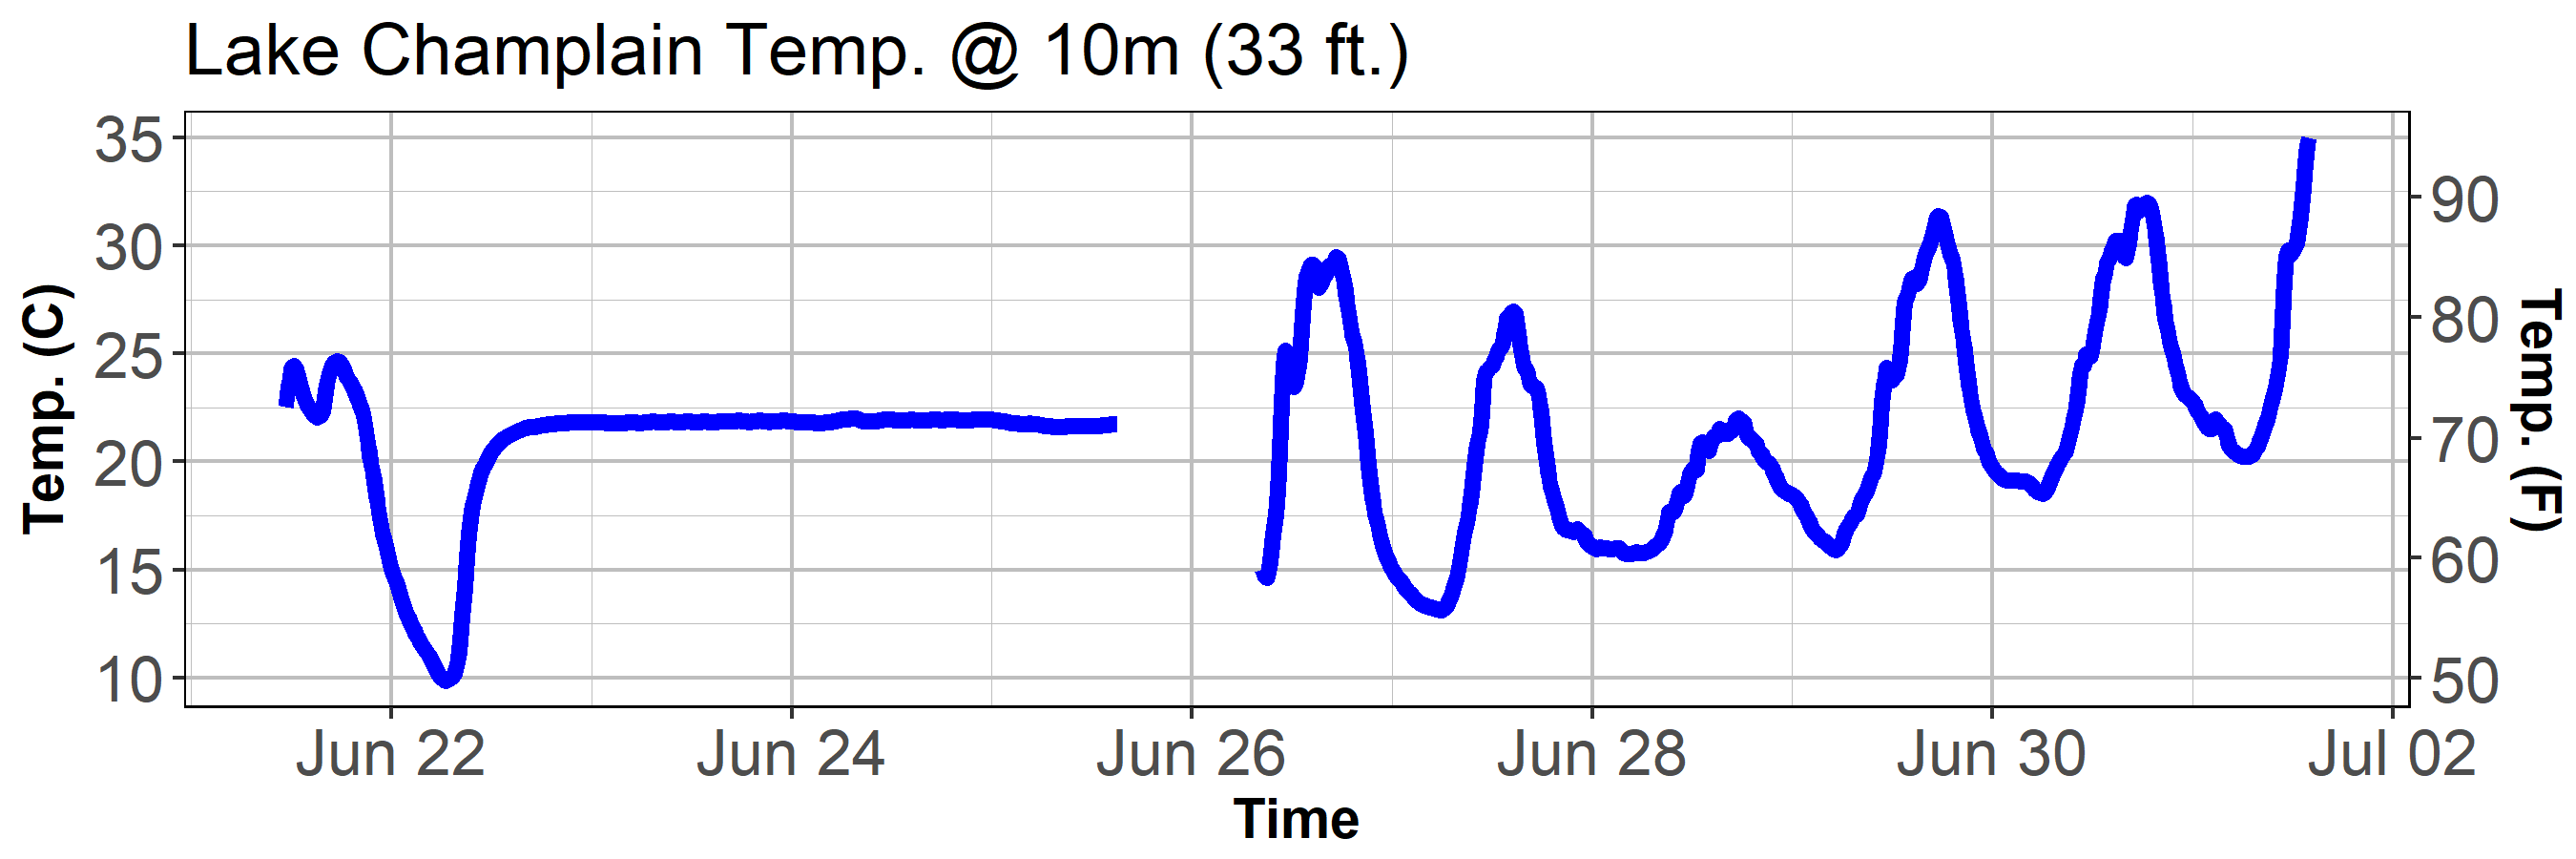 Lake Champlain Temp. @ 10m (33 ft.)
35
30
25
20
15
10
Temp. (C)
90
80
70
60
50
Temp. (F)
Jun 22 Jun 24 Jun 26 Jun 28 Jun 30 Jul 02
Time